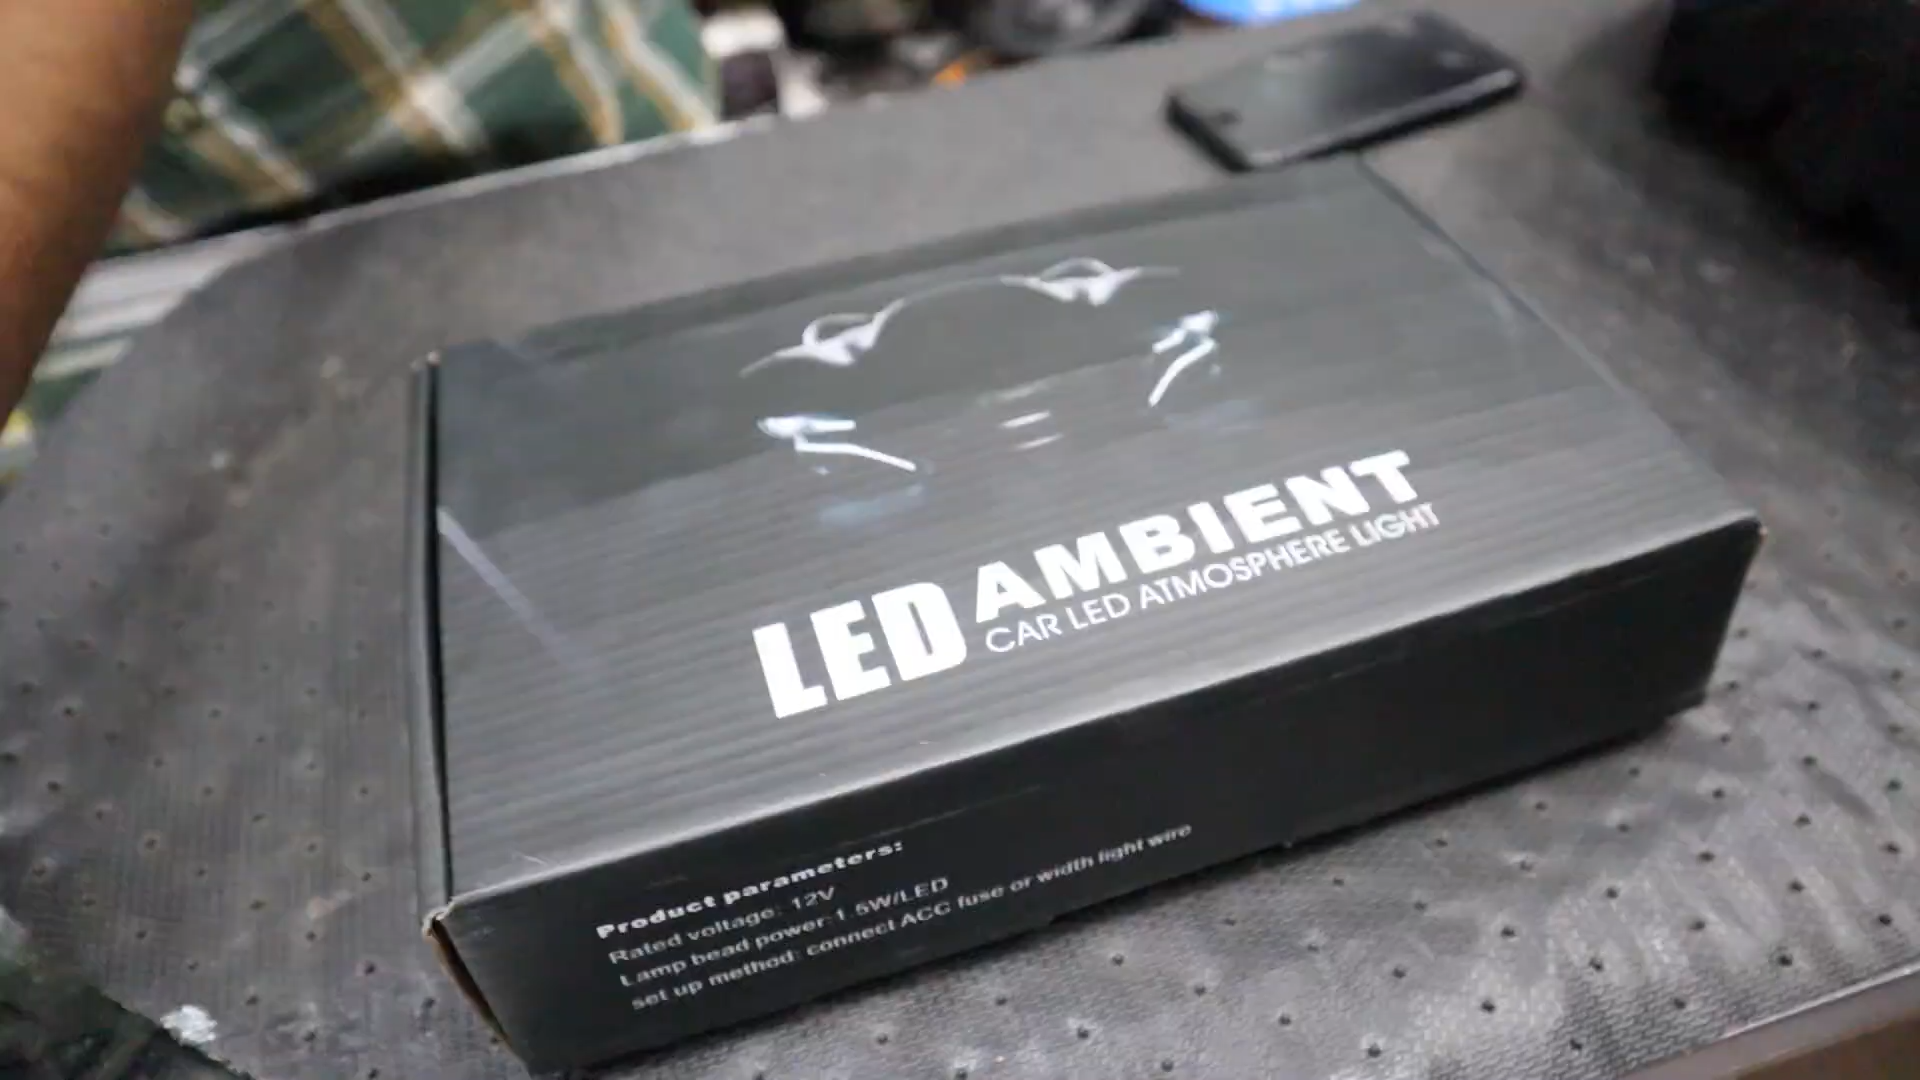 LED AMBIENT
CAR LED ATMOSPHERE LIGHT
Product parameters:
Rated voltage: 12V
Lamp bead power:1.5W/LED
set up method: connect ACC fuse or width light wire